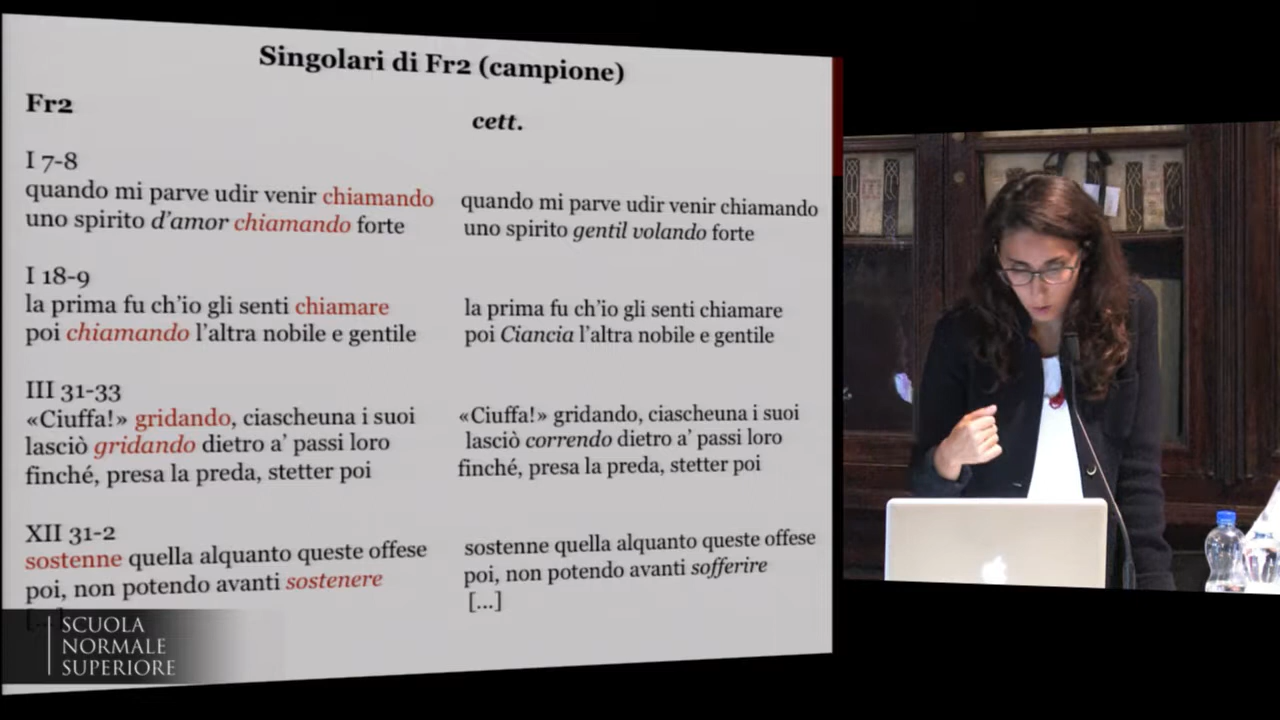 Singolari di Fr2 (campione)
Fr2
I 7-8
quando mi parve udir venir chiamando
uno spirito d’amor chiamando forte
I 18-9
la prima fu ch’io gli senti chiamare
poi chiamando l’altra nobile e gentile
III 31-33
«Ciuffa!» gridando, ciascheuna i suoi
lasciò gridando dietro a’ passi loro
finché, presa la preda, stetter poi
XII 31-2
sostenne quella alquanto queste offese
poi, non potendo avanti sostenere
[...]
cett.
quando mi parve udir venir chiamando
uno spirito gentil volando forte
la prima fu ch’io gli senti chiamare
poi Ciancia l’altra nobile e gentile
«Ciuffa!» gridando, ciascheuna i suoi
lasciò correndo dietro a’ passi loro
finché, presa la preda, stetter poi
sostenne quella alquanto queste offese
poi, non potendo avanti sofferire
[...]
SCUOLA
NORMALE
SUPERIORE